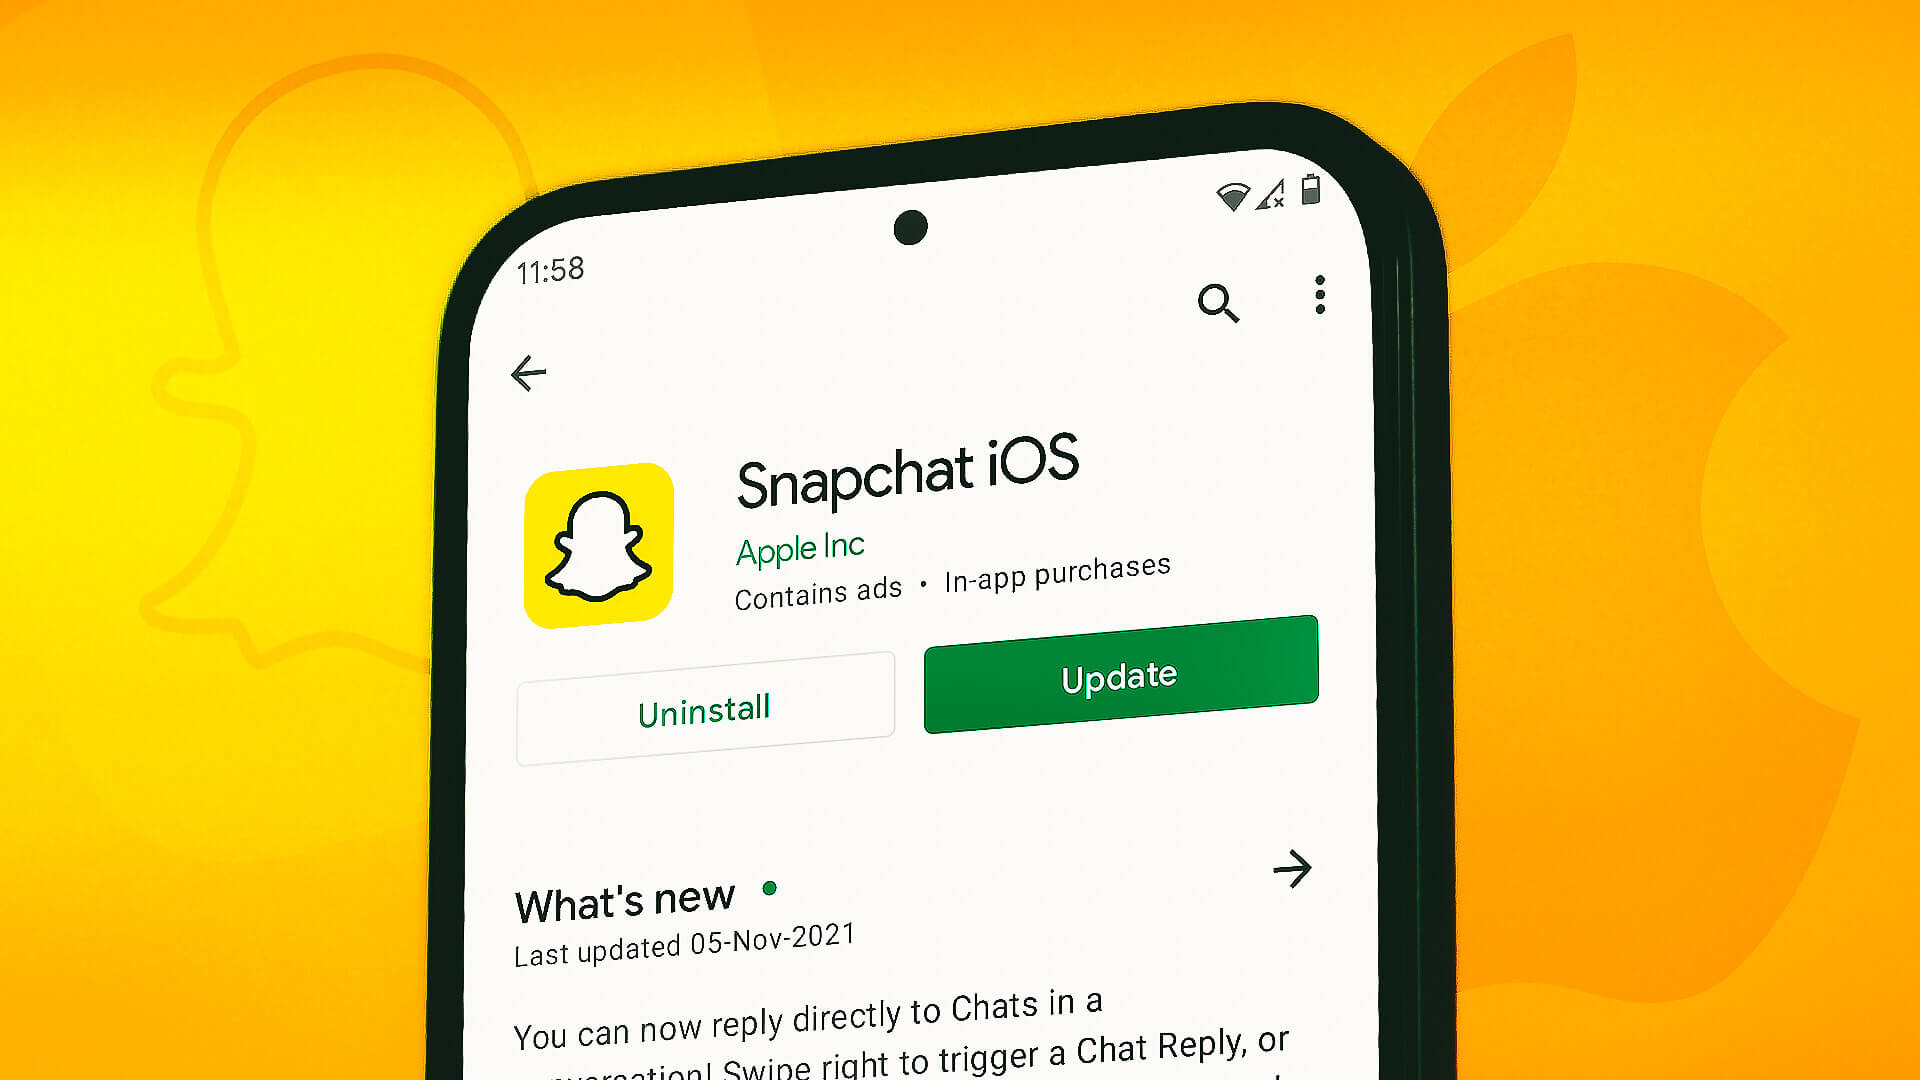 11:58
Snapchat iOS
Apple Inc
Contains ads • In-app purchases
Uninstall
Update
What's new
Last updated 05-Nov-2021
You can now reply directly to Chats in a
Swipe right to trigger a Chat Reply, or